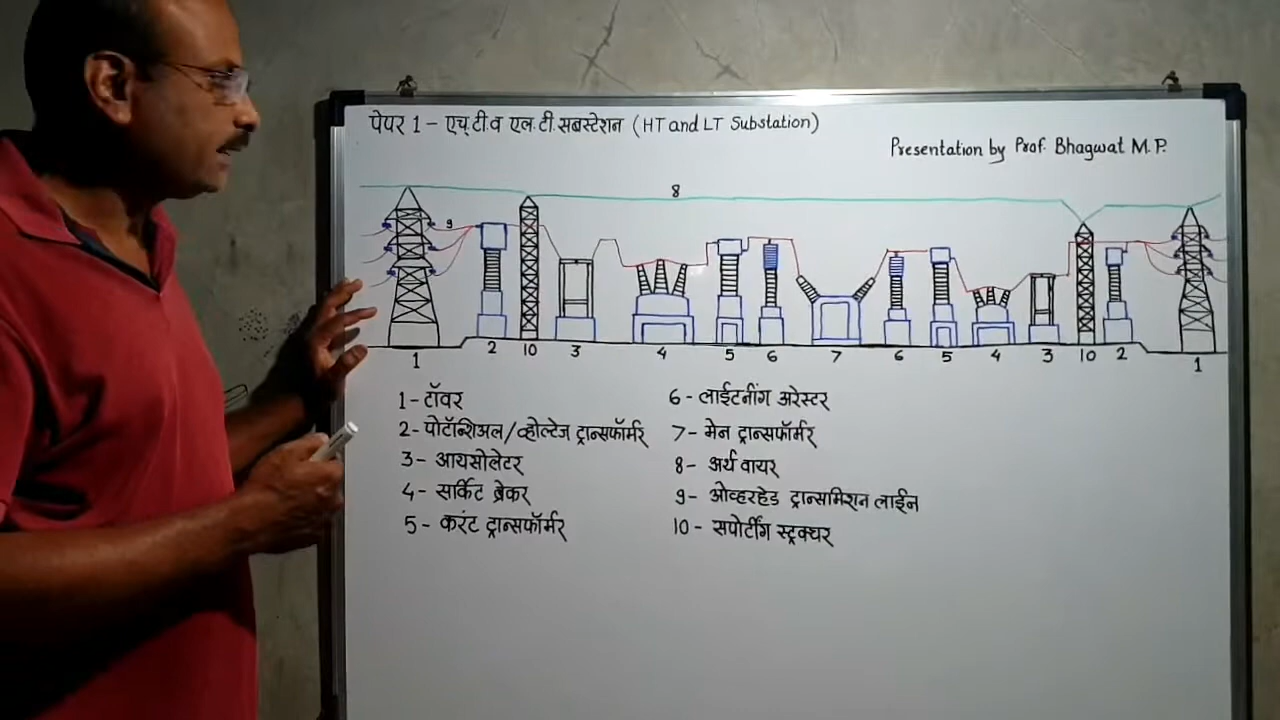 पेपर 1 - एच.टी.व एल.टी.सबस्टेशन (HT and LT Substation)
Presentation by Prof. Bhagwat M.P.
8
9
1 2 10 3 4 5 6 7 6 5 4 3 10 2 1
1 - टॉवर
2 - पोटॅन्शिअल/व्होल्टेज ट्रान्सफॉर्मर
3 - आयसोलेटर
4 - सर्किट ब्रेकर
5 - करंट ट्रान्सफॉर्मर
6 - लाईटनींग अरेस्टर
7 - मेन ट्रान्सफॉर्मर
8 - अर्थ वायर
9 - ओव्हरहेड ट्रान्समिशन लाईन
10 - सपोर्टींग स्ट्रक्चर